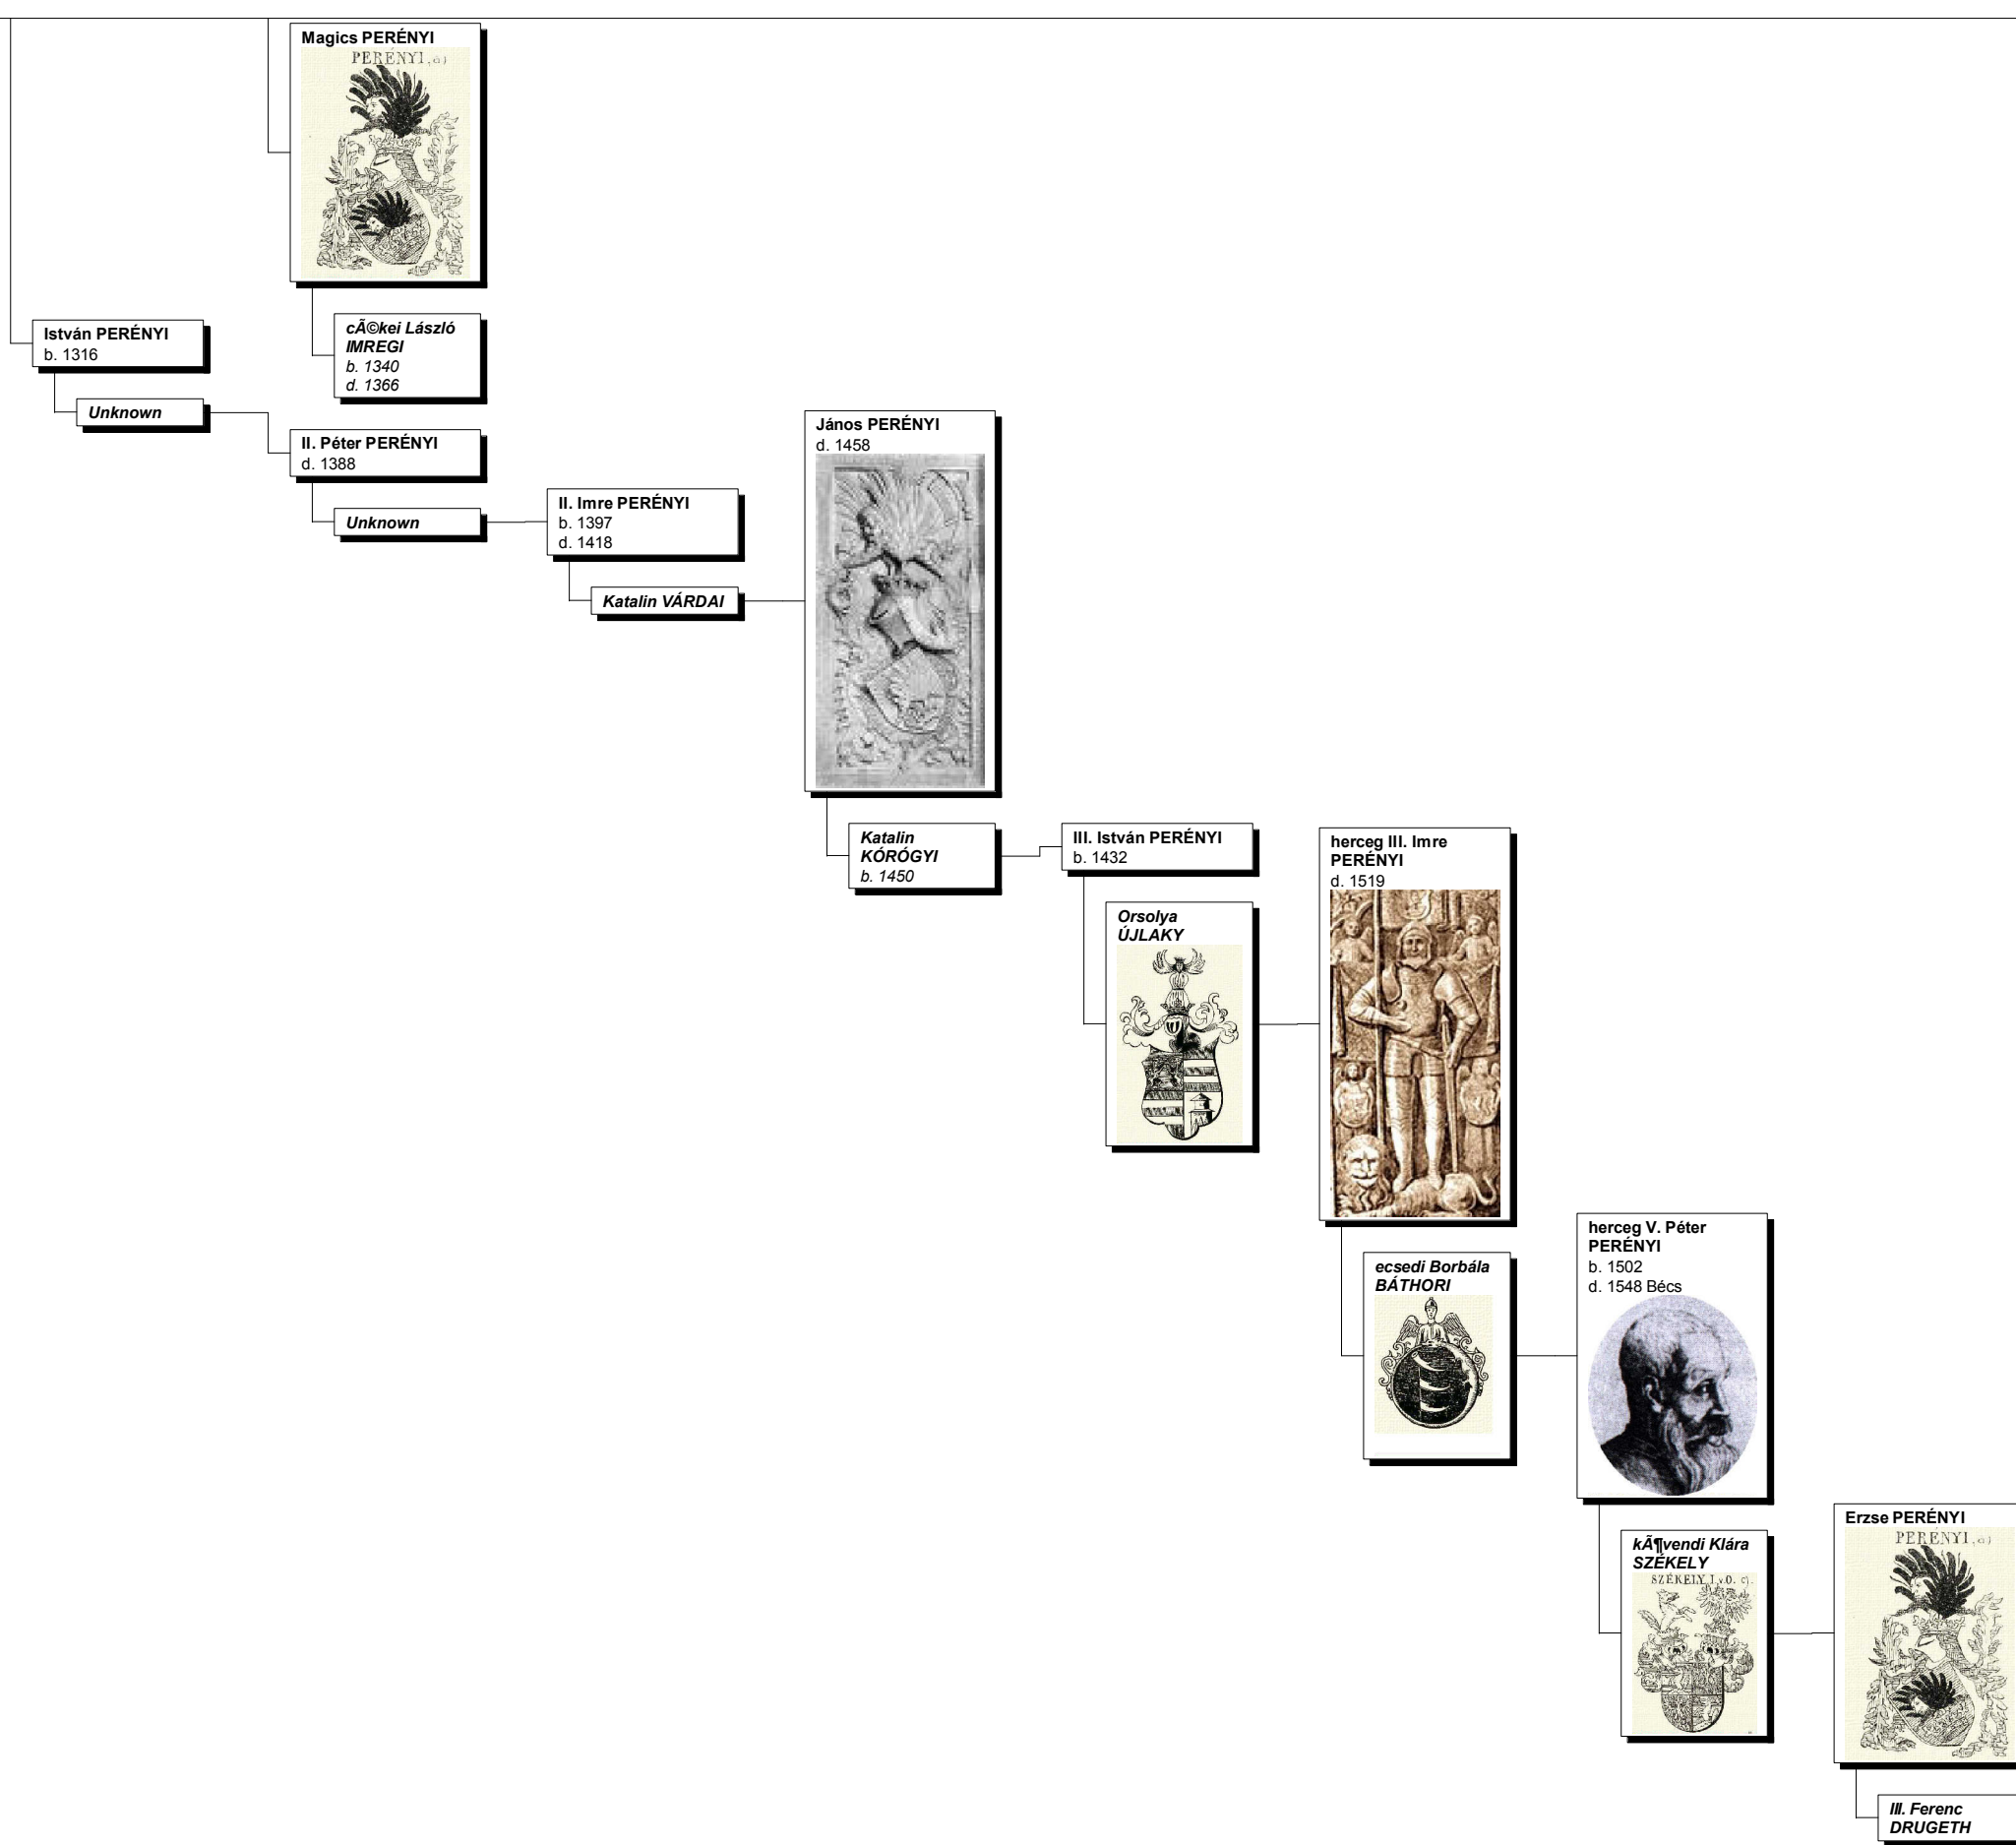 Magics PERÉNYI
PERÉNYI, a)
István PERÉNYI
b. 1316
cÃ©kei László
IMREGI
b. 1340
d. 1366
Unknown
II. Péter PERÉNYI
d. 1388
Unknown
II. Imre PERÉNYI
b. 1397
d. 1418
Katalin VÁRDAI
János PERÉNYI
d. 1458
Katalin
KÓRÓGYI
b. 1450
III. István PERÉNYI
b. 1432
Orsolya
ÚJLAKY
herceg III. Imre
PERÉNYI
d. 1519
ecsedi Borbála
BÁTHORI
herceg V. Péter
PERÉNYI
b. 1502
d. 1548 Bécs
kÃ¶vendi Klára
SZÉKELY
SZÉKELY I. v.O. c).
Erzse PERÉNYI
PERÉNYI, a)
III. Ferenc
DRUGETH